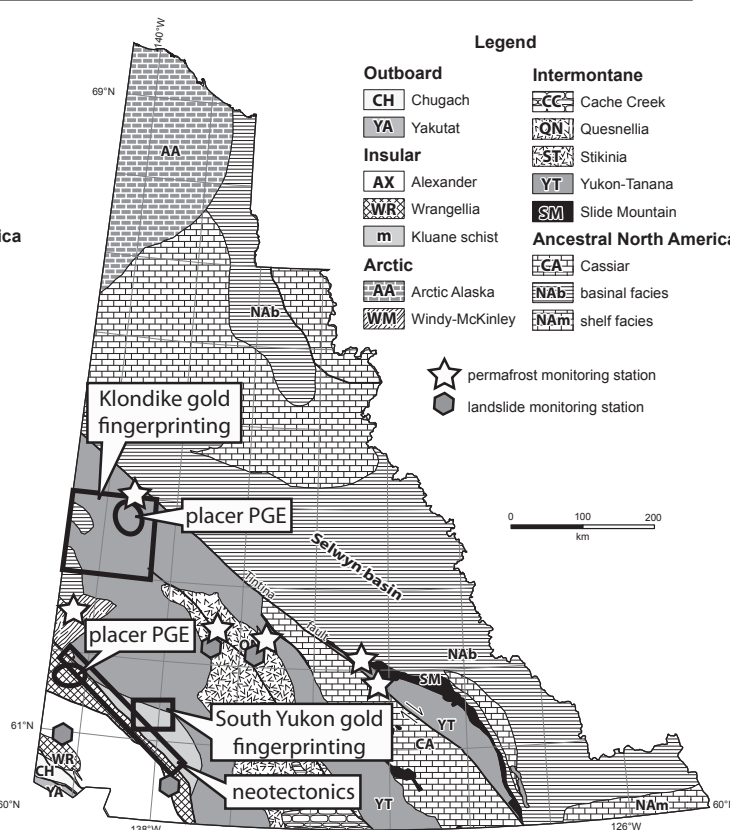 140°W
69°N
Legend
Outboard
CH Chugach
YA Yakutat
Insular
AX Alexander
WR Wrangellia
m Kluane schist
Arctic
AA Arctic Alaska
WM Windy-McKinley
Intermontane
CC Cache Creek
QN Quesnellia
ST Stikinia
YT Yukon-Tanana
SM Slide Mountain
Ancestral North America
CA Cassiar
NAb basinal facies
NAm shelf facies
permafrost monitoring station
landslide monitoring station
0 100 200
km
ica
AA
NAb
Klondike gold
fingerprinting
placer PGE
Selwyn basin
Tintina
fault
placer PGE
NAb
SM
YT
South Yukon gold
fingerprinting
CA
61°N
WR
CH
YA
neotectonics
YT
NAm
60°N
60°N
138°W
126°W